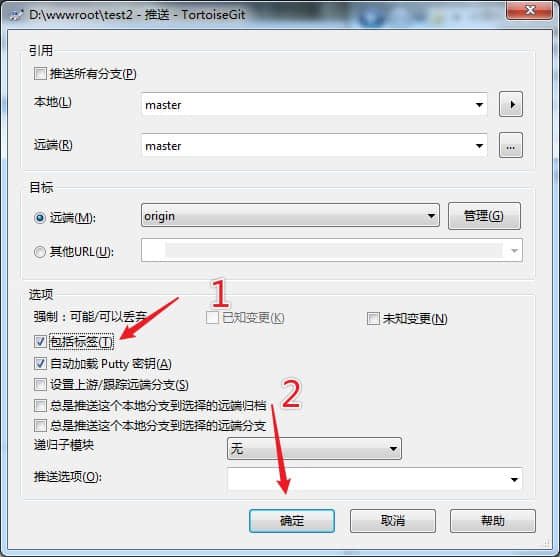 D:\wwwroot\test2 - 推送 - TortoiseGit
引用
推送所有分支(P)
本地(L)
master
远端(R)
master
...
目标
远端(M):
origin
管理(G)
其他URL(U):
选项
1
强制：可能/可以丢弃
已知变更(K)
未知变更(N)
包括标签(T)
自动加载 Putty 密钥(A)
设置上游/跟踪远端分支(S)
2
总是推送这个本地分支到选择的远端归档
总是推送这个本地分支到选择的远端分支
递归子模块
无
推送选项(O):
确定
取消
帮助